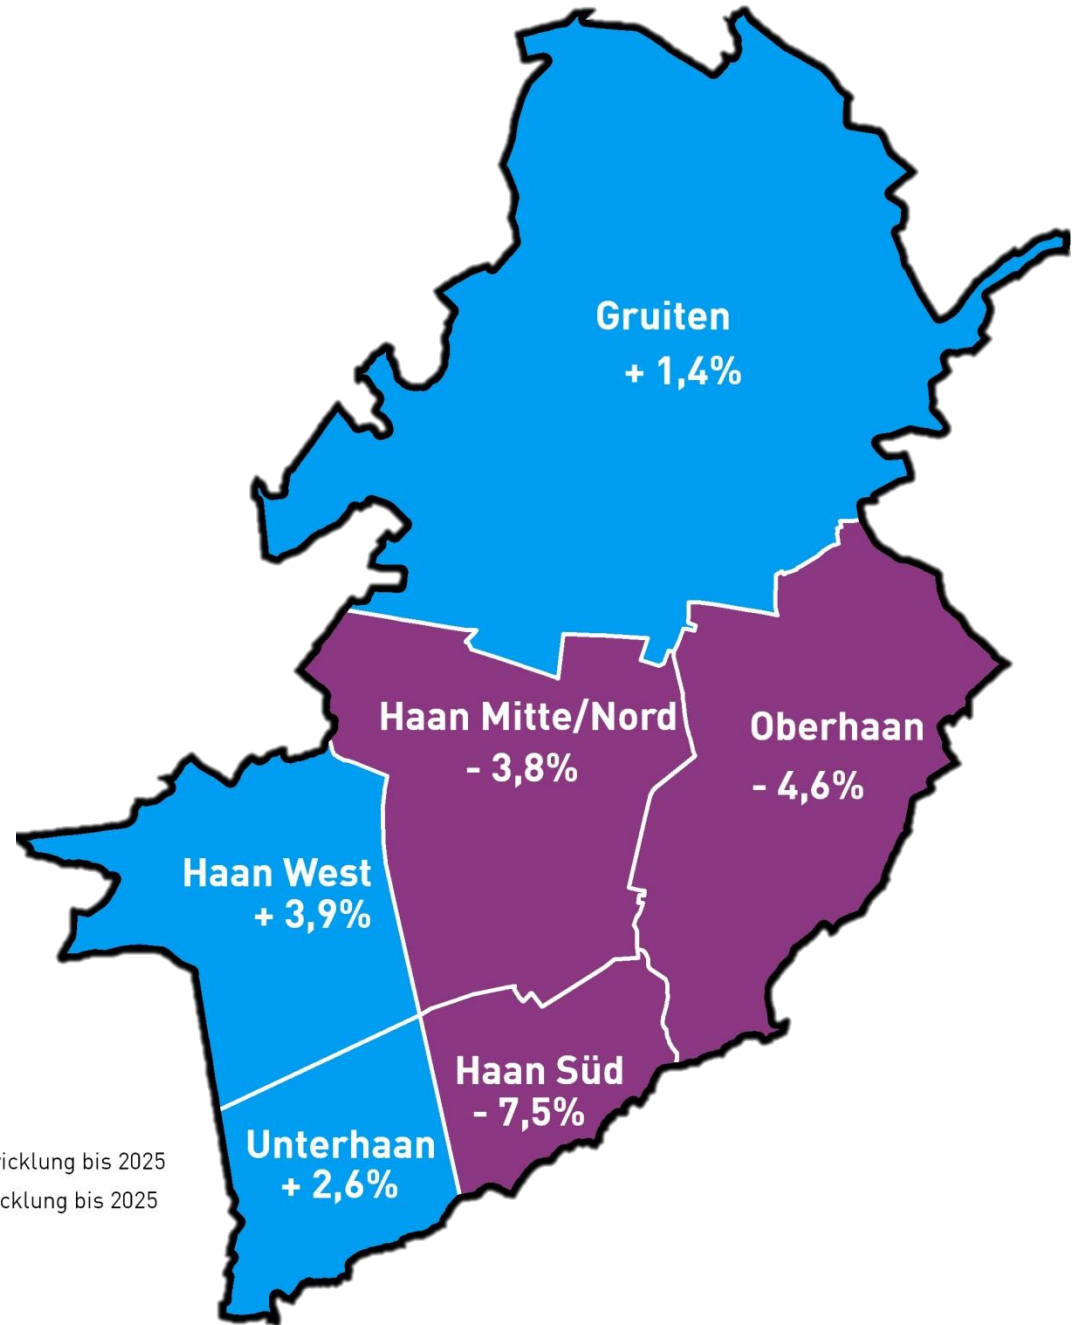 Gruiten
+ 1,4%
Haan Mitte/Nord
- 3,8%
Oberhaan
- 4,6%
Haan West
+ 3,9%
Haan Süd
- 7,5%
Unterhaan
+ 2,6%
icklung bis 2025
cklung bis 2025